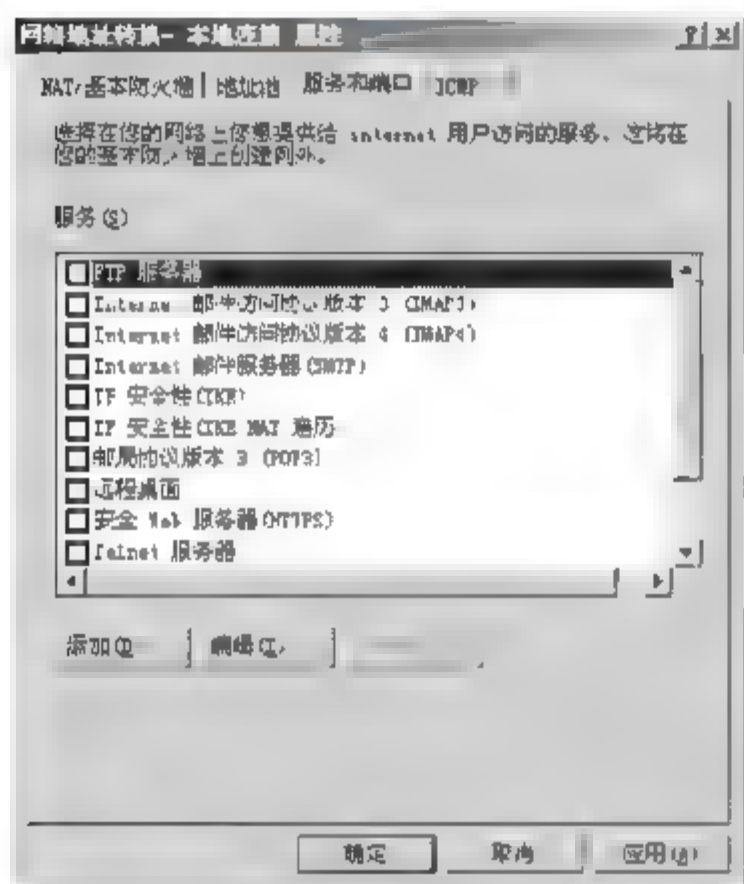 网络地址转换- 本地连接 属性
NAT/基本防火墙 地址池 服务和端口 ICMP
选择在您的网络上您想提供给 internet 用户访问的服务。这将在
您的基本防火墙上创建例外。
服务(S)
FTP 服务器
Internet 邮件访问协议版本 3 (IMAP3)
Internet 邮件访问协议版本 4 (IMAP4)
Internet 邮件服务器(SMTP)
IP 安全性(IKE)
IP 安全性(IKE NAT 遍历
邮局协议版本 3 (POP3)
远程桌面
安全 Web 服务器(HTTPS)
Telnet 服务器
添加(D) 编辑(I)
确定 取消 应用(A)